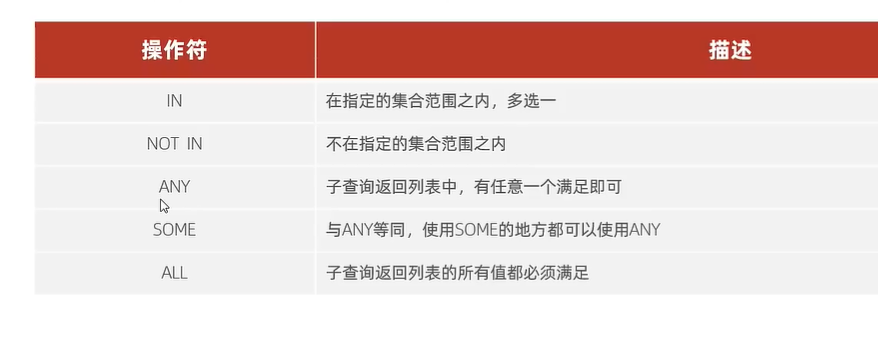 操作符 描述
IN 在指定的集合范围之内，多选一
NOT IN 不在指定的集合范围之内
ANY 子查询返回列表中，有任意一个满足即可
SOME 与ANY等同，使用SOME的地方都可以使用ANY
ALL 子查询返回列表的所有值都必须满足